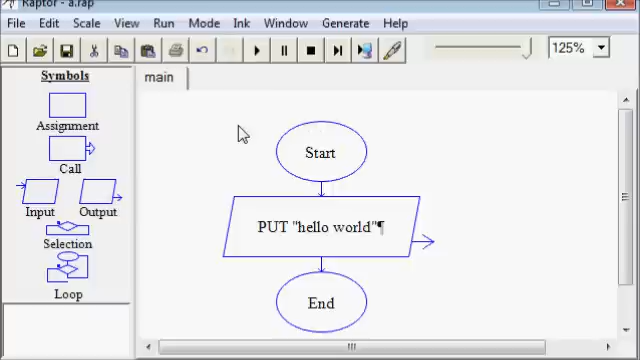 Raptor - a.rap
File Edit Scale View Run Mode Ink Window Generate Help
125%
Symbols
main
Assignment
Call
Input Output
Selection
Loop
Start
PUT "hello world"¶
End